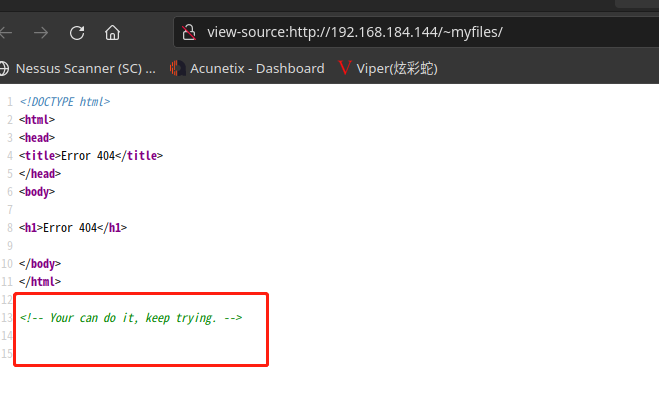 view-source:http://192.168.184.144/~myfiles/
Nessus Scanner (SC) ... Acunetix - Dashboard Viper(炫彩蛇)
1 <!DOCTYPE html>
2 <html>
3 <head>
4 <title>Error 404</title>
5 </head>
6 <body>
7
8 <h1>Error 404</h1>
9
10 </body>
11 </html>
12
13 <!-- Your can do it, keep trying. -->
14
15